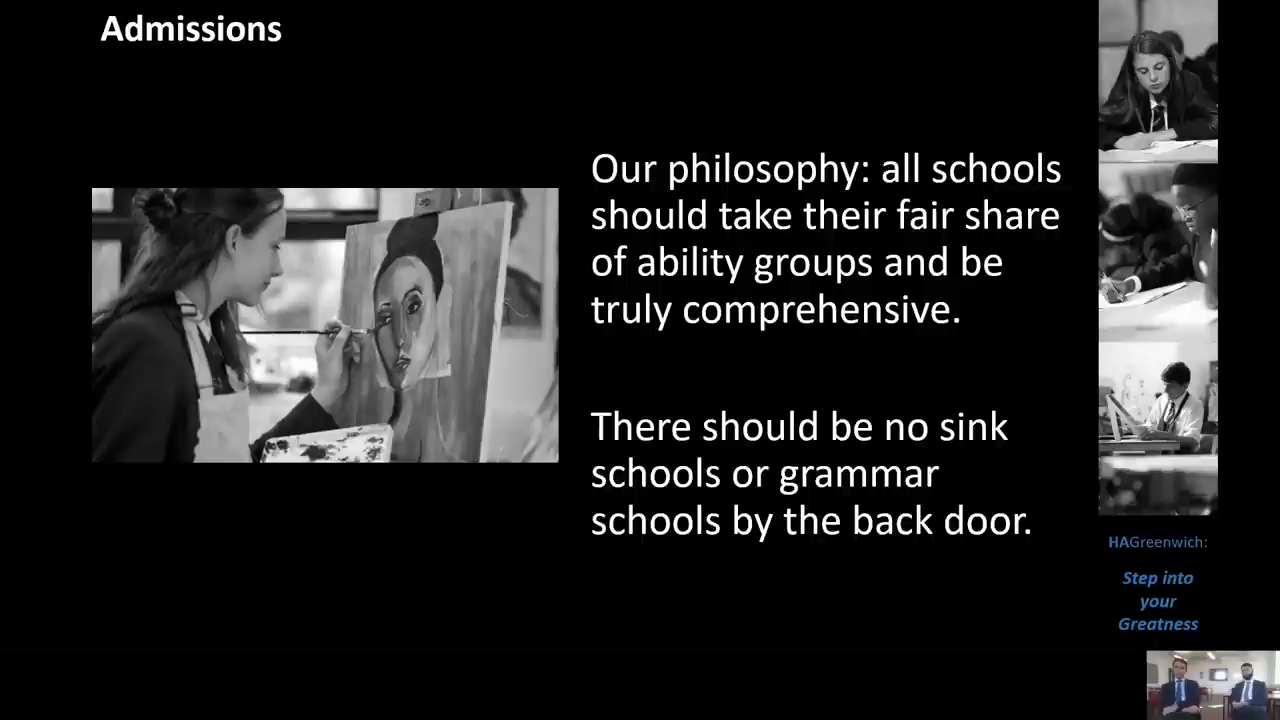 Admissions
Our philosophy: all schools
should take their fair share
of ability groups and be
truly comprehensive.
There should be no sink
schools or grammar
schools by the back door.
HAGreenwich:
Step into
your
Greatness